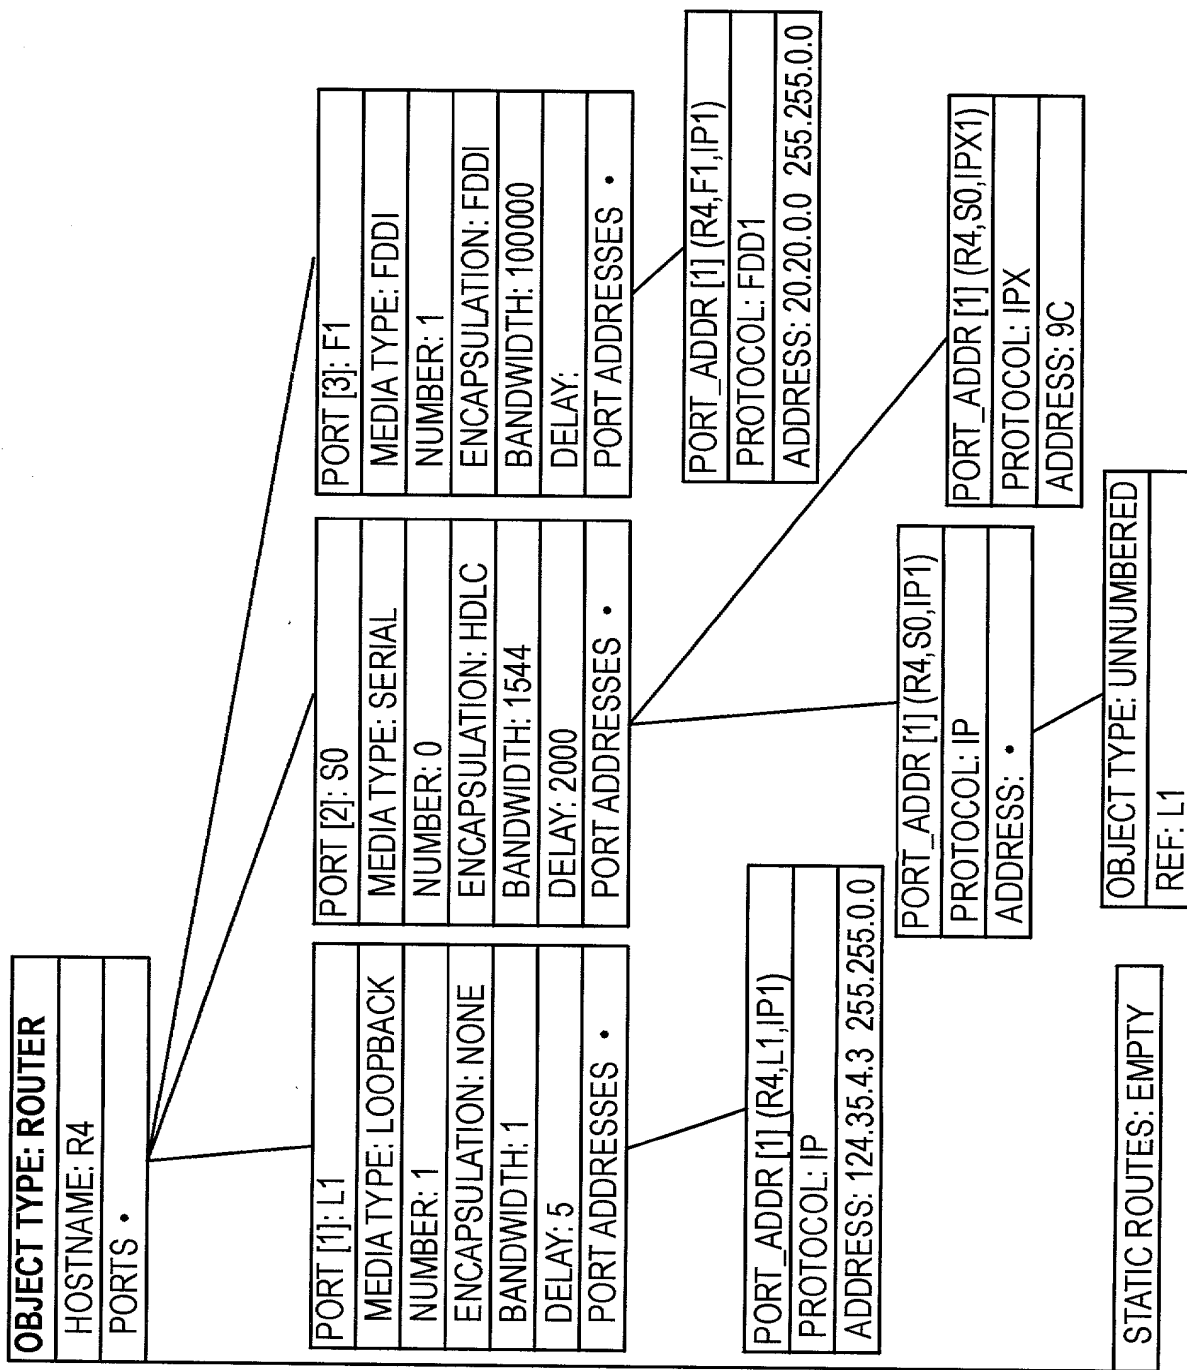 OBJECT TYPE: ROUTER
HOSTNAME: R4
PORTS •
PORT [1]: L1
MEDIA TYPE: LOOPBACK
NUMBER: 1
ENCAPSULATION: NONE
BANDWIDTH: 1
DELAY: 5
PORT ADDRESSES •
PORT [2]: S0
MEDIA TYPE: SERIAL
NUMBER: 0
ENCAPSULATION: HDLC
BANDWIDTH: 1544
DELAY: 2000
PORT ADDRESSES •
PORT [3]: F1
MEDIA TYPE: FDDI
NUMBER: 1
ENCAPSULATION: FDDI
BANDWIDTH: 100000
DELAY:
PORT ADDRESSES •
PORT_ADDR [1] (R4,L1,IP1)
PROTOCOL: IP
ADDRESS: 124.35.4.3 255.255.0.0
PORT_ADDR [1] (R4,F1,IP1)
PROTOCOL: FDD1
ADDRESS: 20.20.0.0 255.255.0.0
PORT_ADDR [1] (R4,S0,IP1)
PROTOCOL: IP
ADDRESS: •
PORT_ADDR [1] (R4,S0,IPX1)
PROTOCOL: IPX
ADDRESS: 9C
OBJECT TYPE: UNNUMBERED
REF: L1
STATIC ROUTES: EMPTY